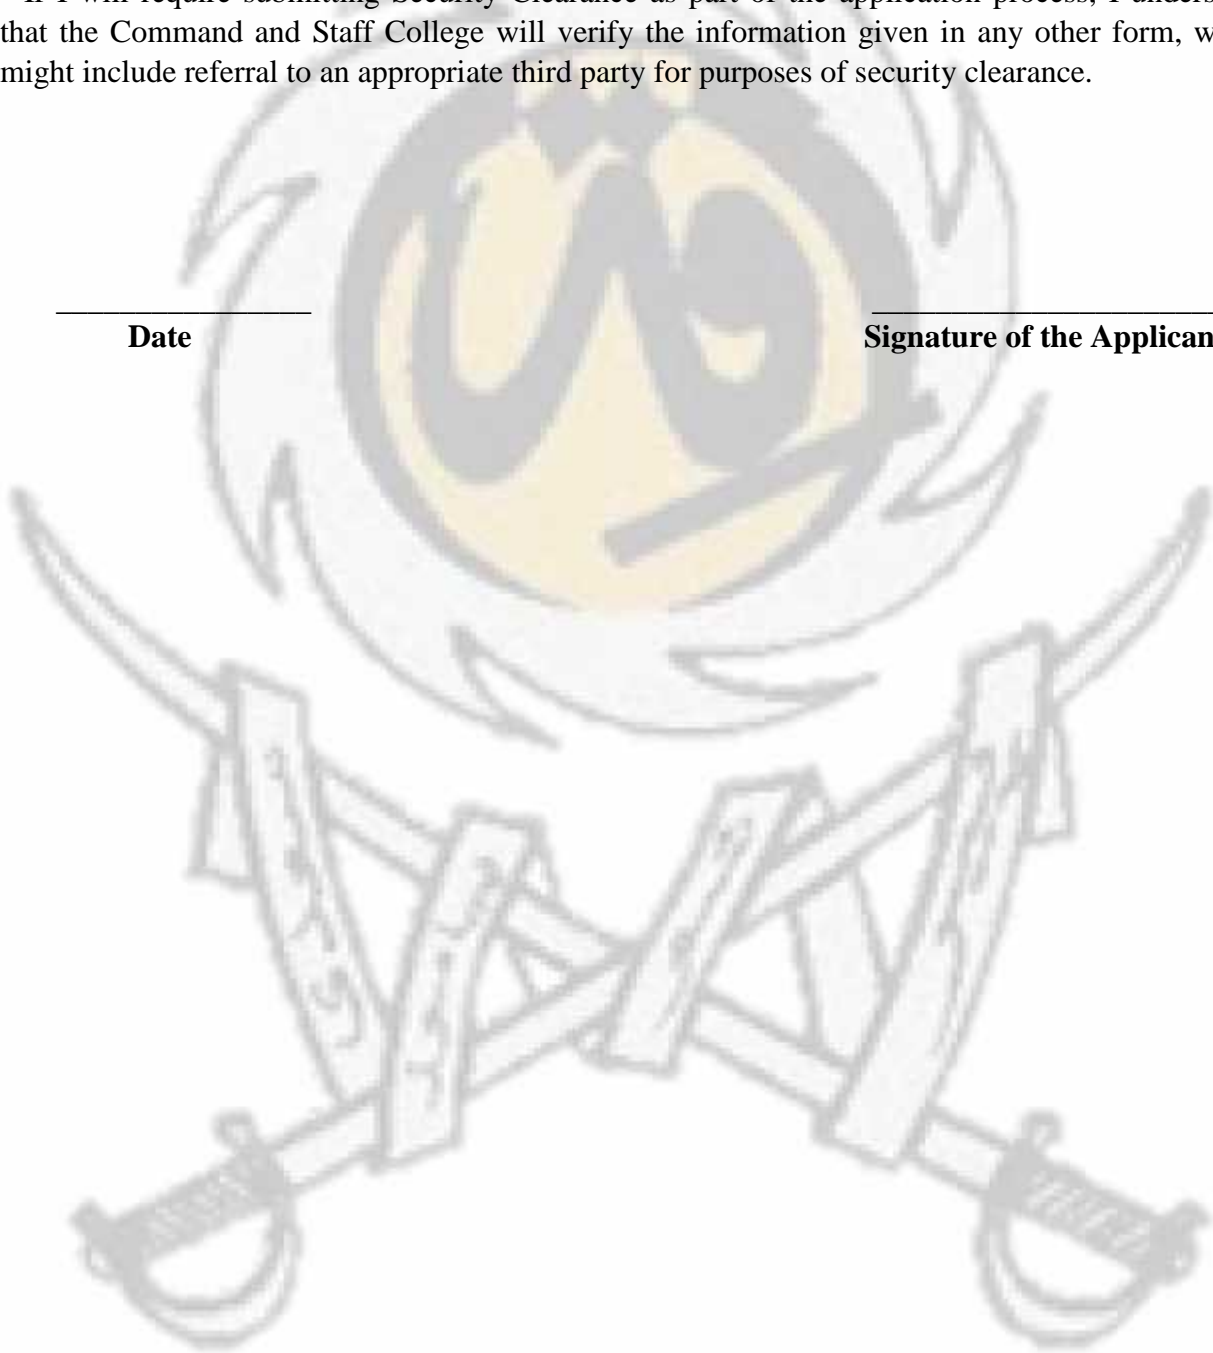 If I will require submitting Security Clearance as part of the application process, I unders
that the Command and Staff College will verify the information given in any other form, w
might include referral to an appropriate third party for purposes of security clearance.
Date
Signature of the Applican